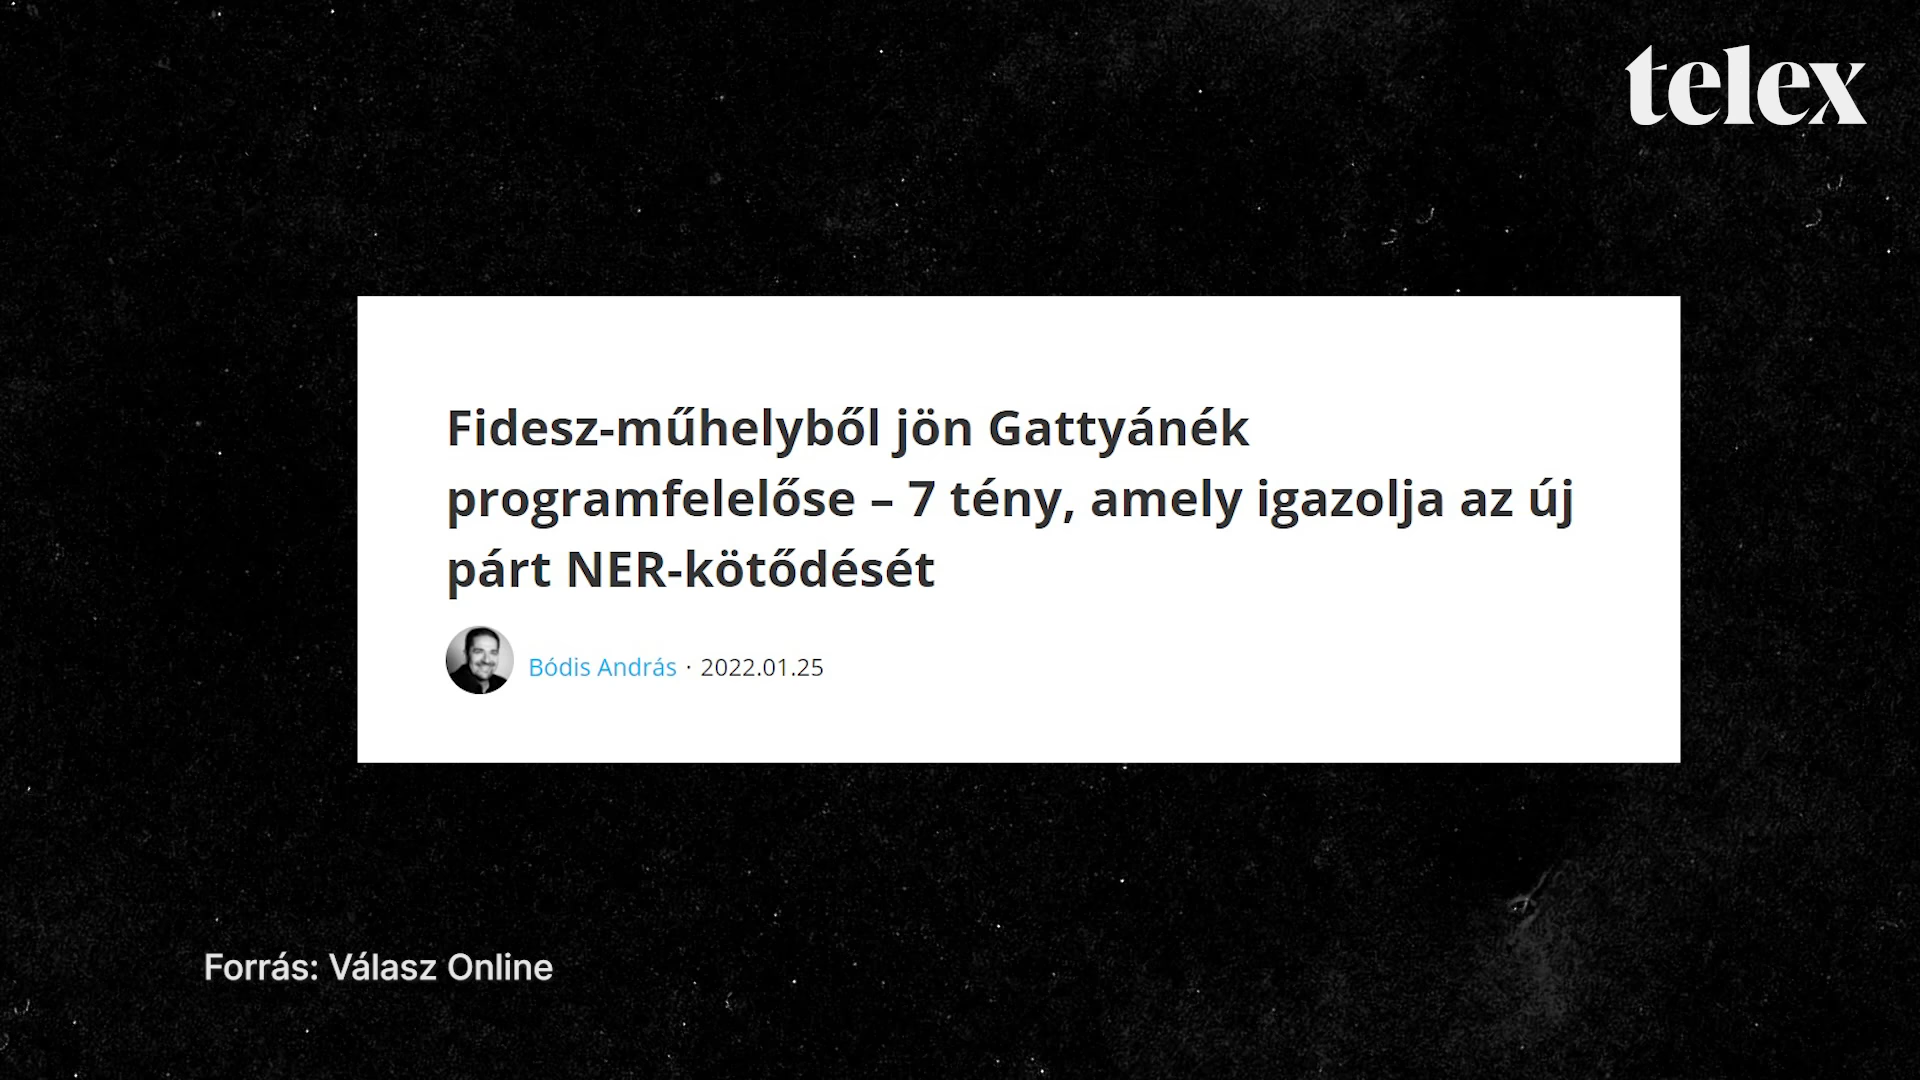 telex
Fidesz-műhelyből jön Gattyánék
programfelelőse – 7 tény, amely igazolja az új
párt NER-kötődését
Bódis András · 2022.01.25
Forrás: Válasz Online